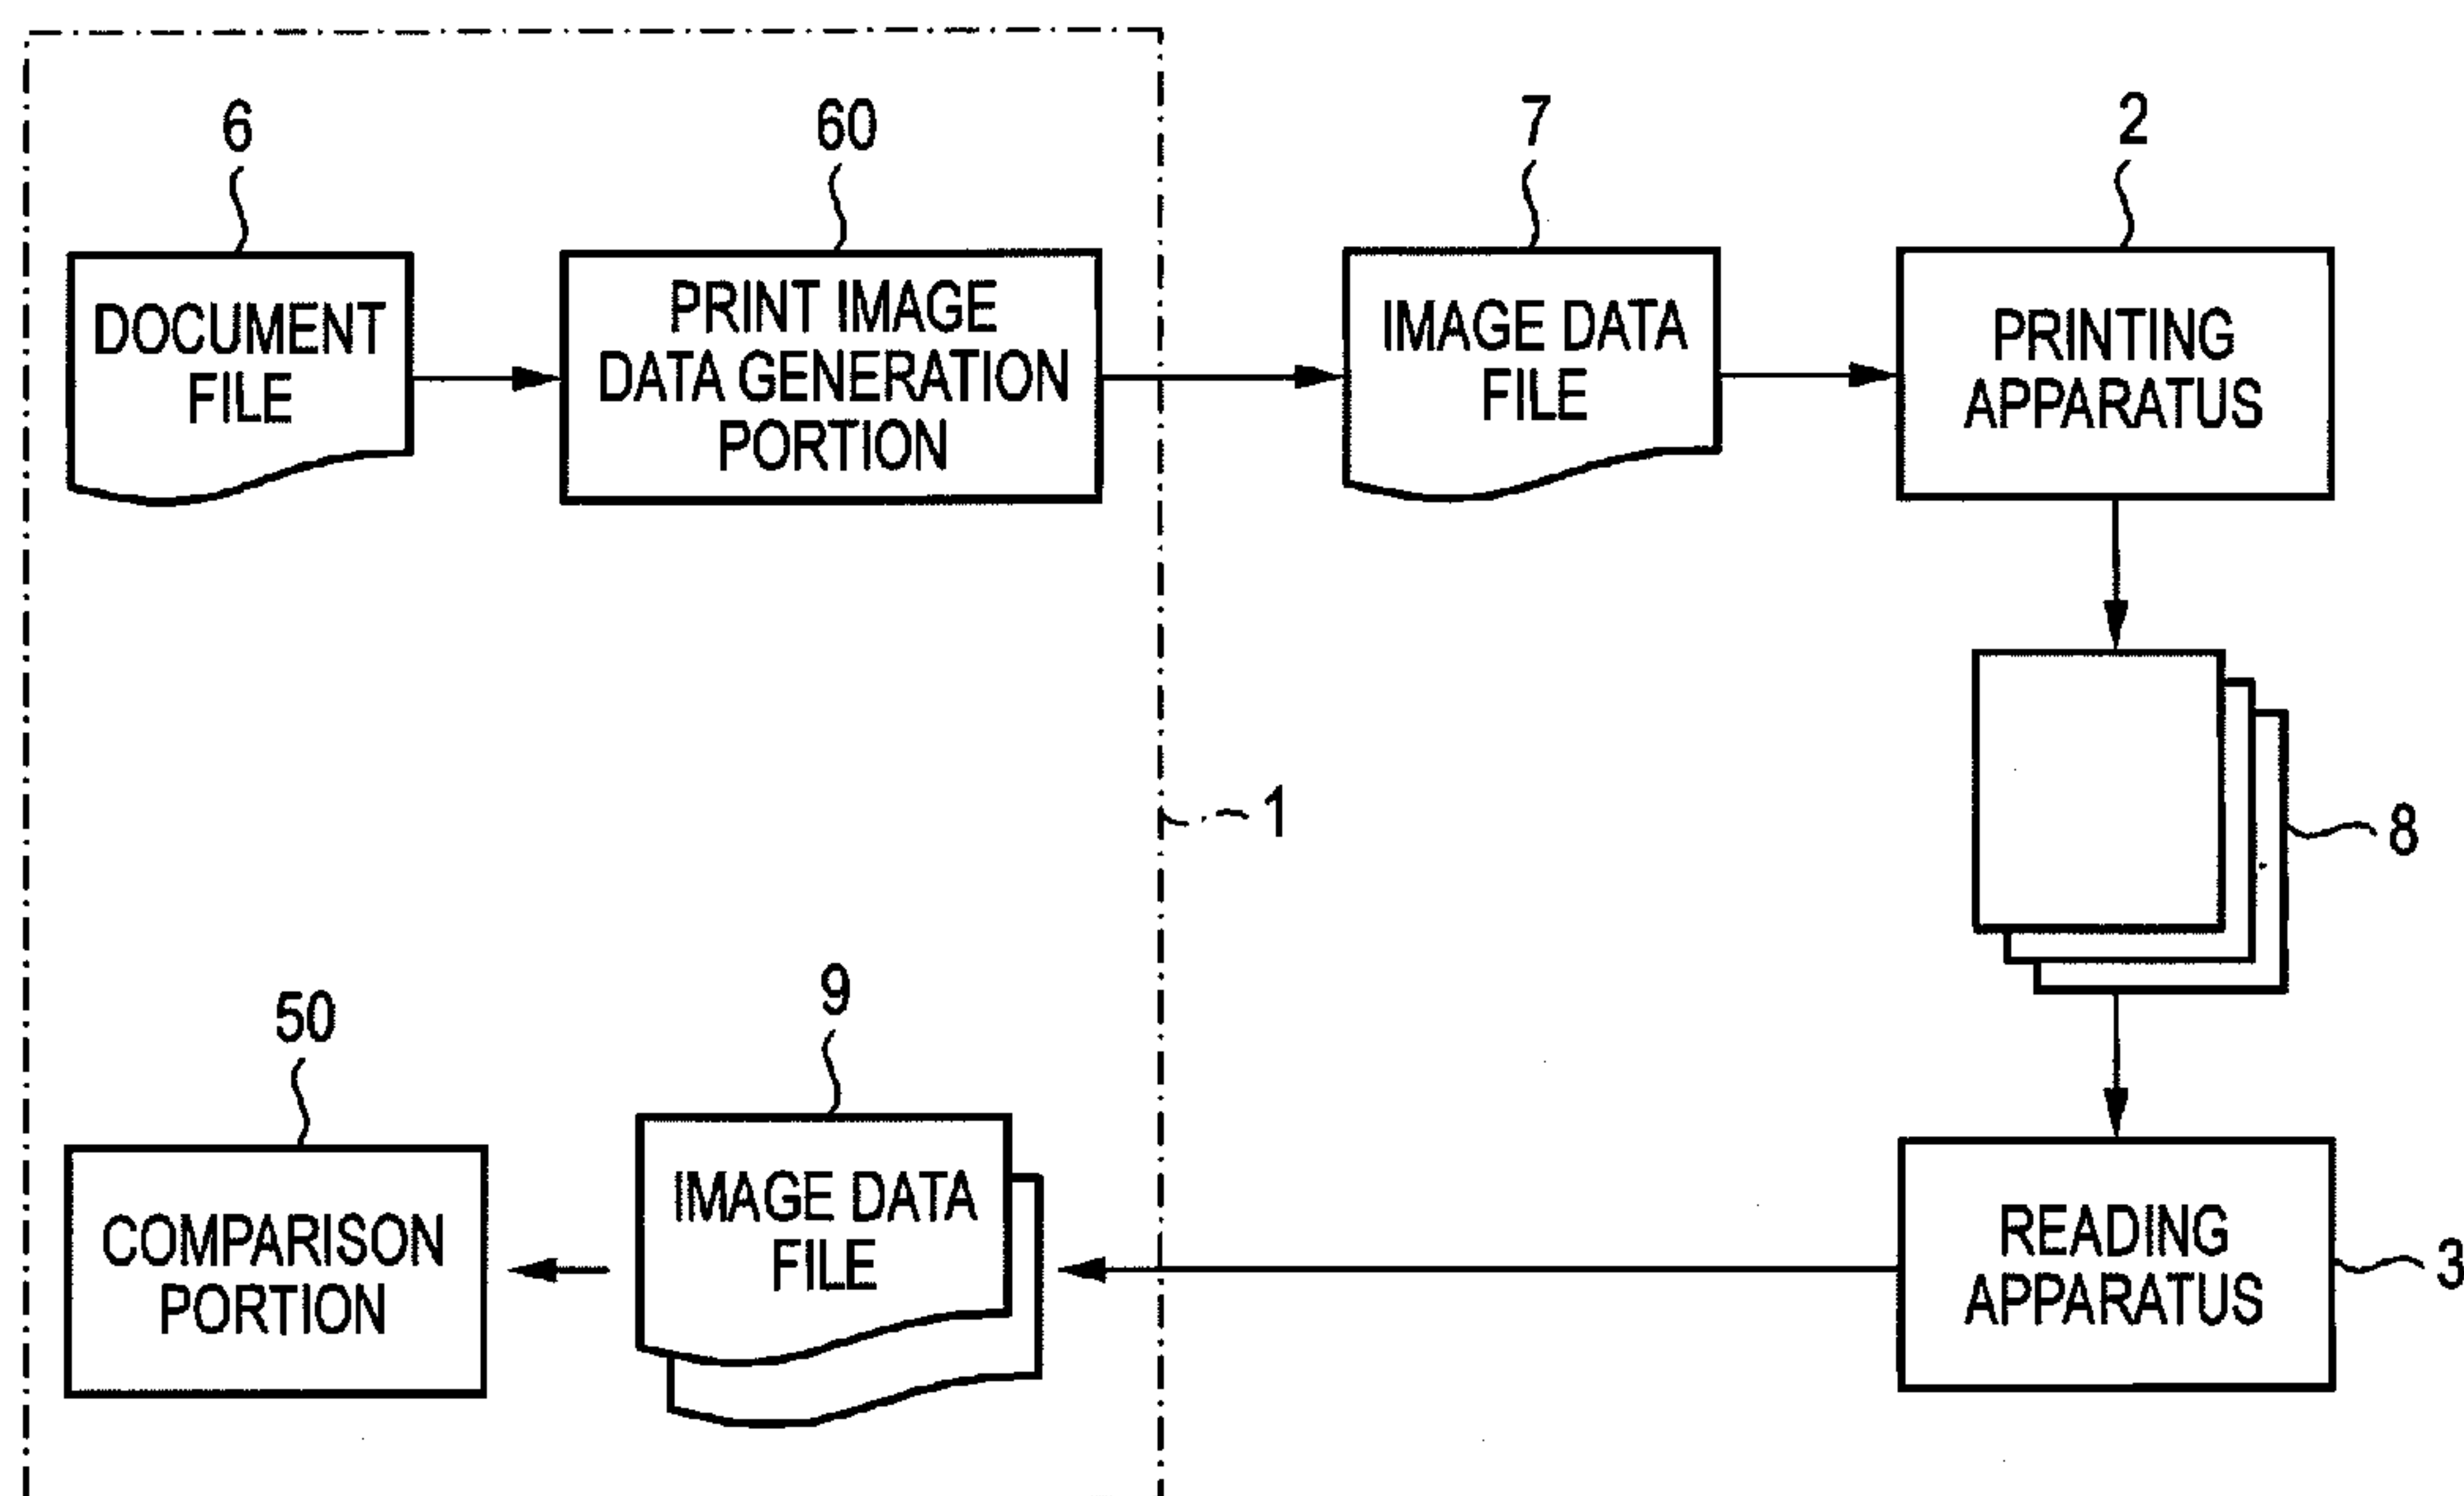 6
60
7
2
DOCUMENT
FILE
PRINT IMAGE
DATA GENERATION
PORTION
IMAGE DATA
FILE
PRINTING
APPARATUS
1
8
50
9
COMPARISON
PORTION
IMAGE DATA
FILE
READING
APPARATUS
3